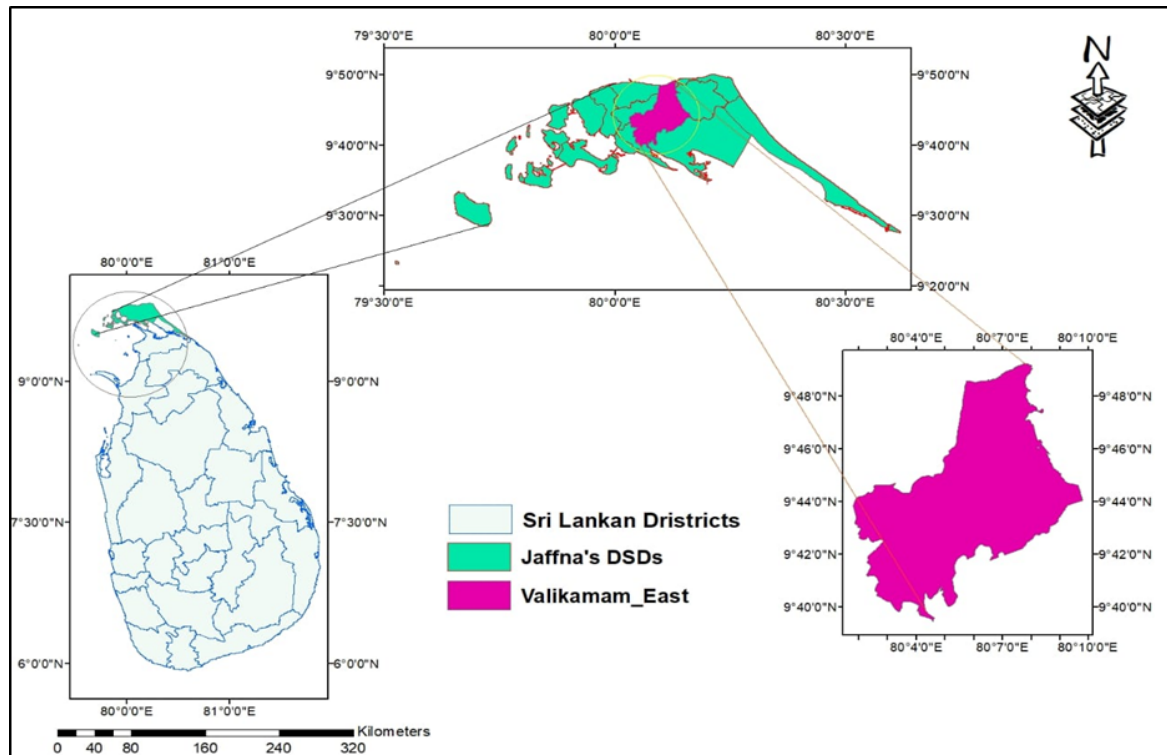 79°30'0"E 80°0'0"E 80°30'0"E
N
9°50'0"N 9°50'0"N
9°40'0"N 9°40'0"N
9°30'0"N 9°30'0"N
9°20'0"N
79°30'0"E 80°0'0"E 80°30'0"E
80°0'0"E 81°0'0"E
9°0'0"N 9°0'0"N
7°30'0"N 7°30'0"N
6°0'0"N 6°0'0"N
80°0'0"E 81°0'0"E
80°4'0"E 80°7'0"E 80°10'0"E
9°48'0"N 9°48'0"N
9°46'0"N 9°46'0"N
9°44'0"N 9°44'0"N
9°42'0"N 9°42'0"N
9°40'0"N 9°40'0"N
80°4'0"E 80°7'0"E 80°10'0"E
Sri Lankan Dristricts
Jaffna's DSDs
Valikamam_East
Kilometers
0 40 80 160 240 320